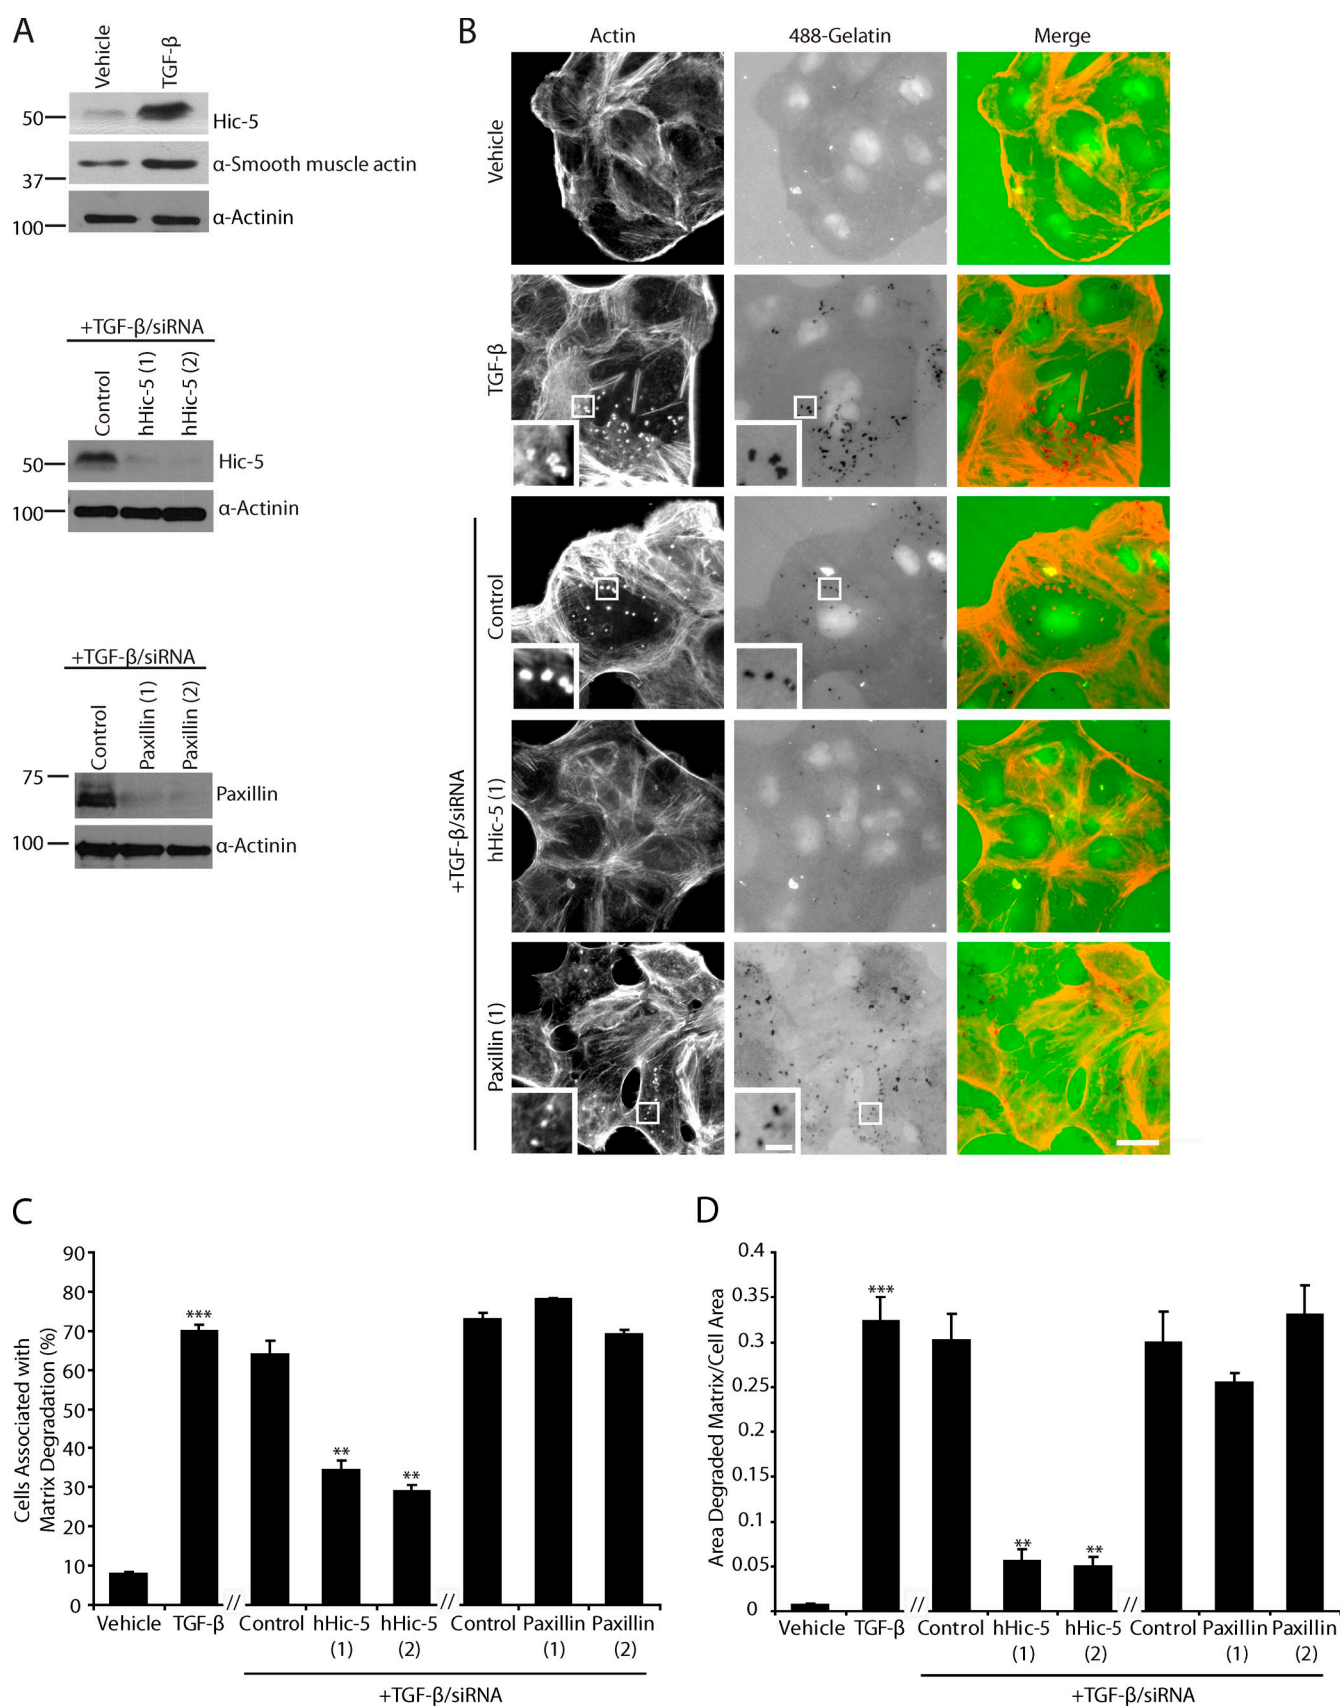 A
Vehicle
TGF-β
50
Hic-5
α-Smooth muscle actin
37
100
α-Actinin
+TGF-β/siRNA
Control
hHic-5 (1)
hHic-5 (2)
50
Hic-5
100
α-Actinin
+TGF-β/siRNA
Control
Paxillin (1)
Paxillin (2)
75
Paxillin
100
α-Actinin
B
Actin
488-Gelatin
Merge
Vehicle
TGF-β
+TGF-β/siRNA
Control
hHic-5 (1)
Paxillin (1)
C
Cells Associated with
Matrix Degradation (%)
90
80
70
60
50
40
30
20
10
0
***
**
**
Vehicle
TGF-β
//
Control
hHic-5
(1)
hHic-5
(2)
//
Control
Paxillin
(1)
Paxillin
(2)
+TGF-β/siRNA
D
Area Degraded Matrix/Cell Area
0.4
0.35
0.3
0.25
0.2
0.15
0.1
0.05
0
***
**
**
Vehicle
TGF-β
//
Control
hHic-5
(1)
hHic-5
(2)
//
Control
Paxillin
(1)
Paxillin
(2)
+TGF-β/siRNA